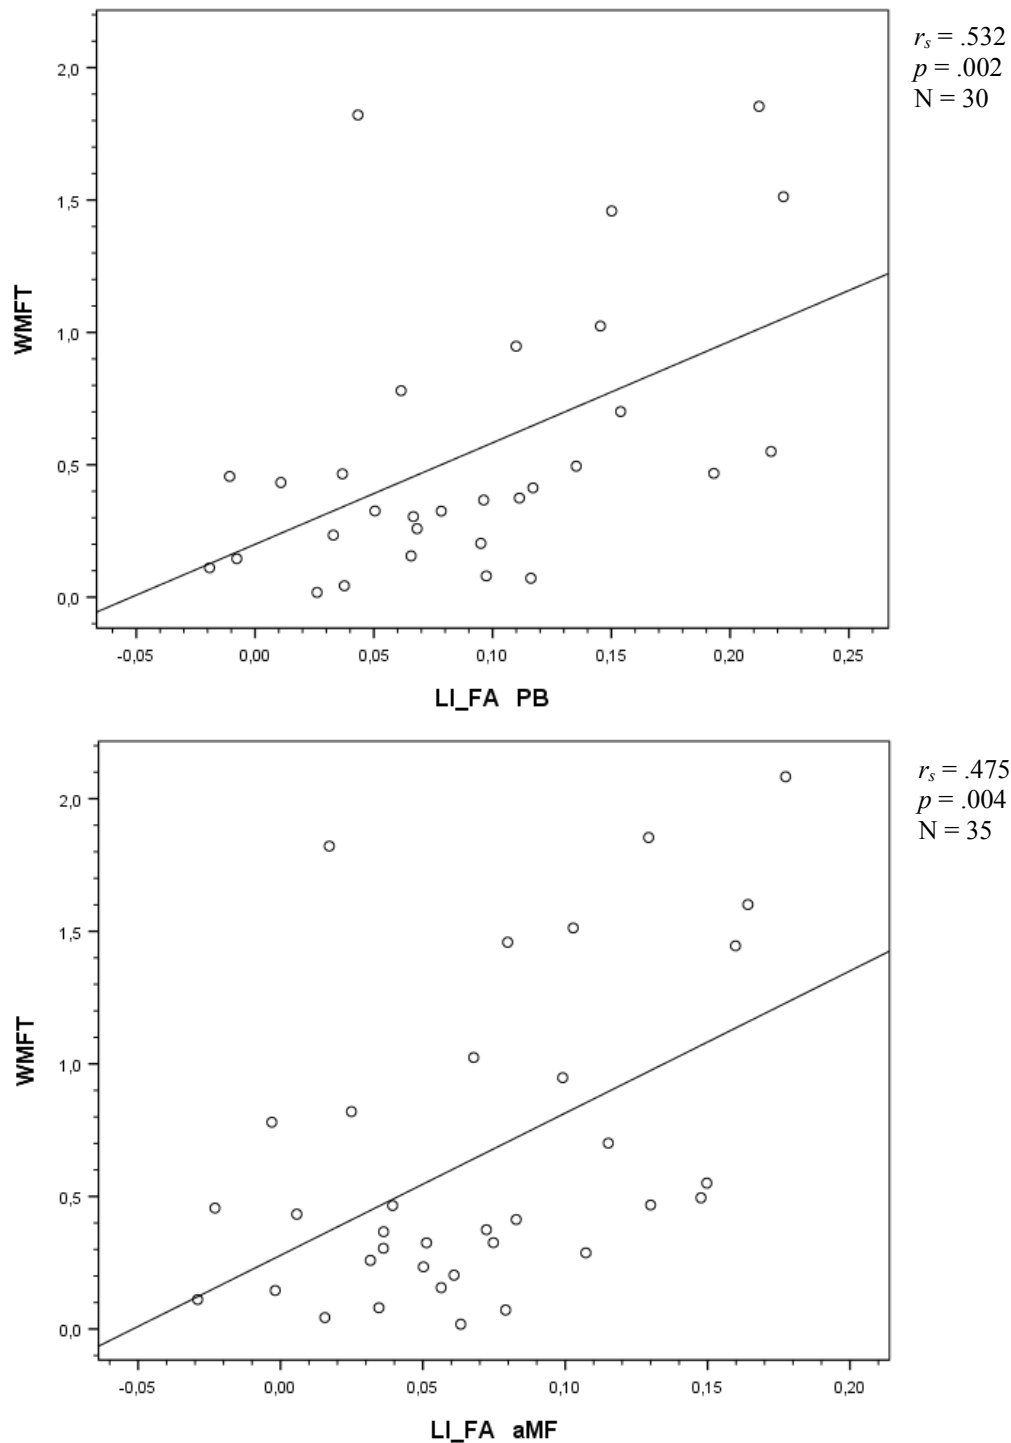 rs = .532
p = .002
N = 30
2,0
1,5
1,0
0,5
0,0
WMFT
-0,05 0,00 0,05 0,10 0,15 0,20 0,25
LI_FA PB
rs = .475
p = .004
N = 35
2,0
1,5
1,0
0,5
0,0
WMFT
-0,05 0,00 0,05 0,10 0,15 0,20
LI_FA aMF